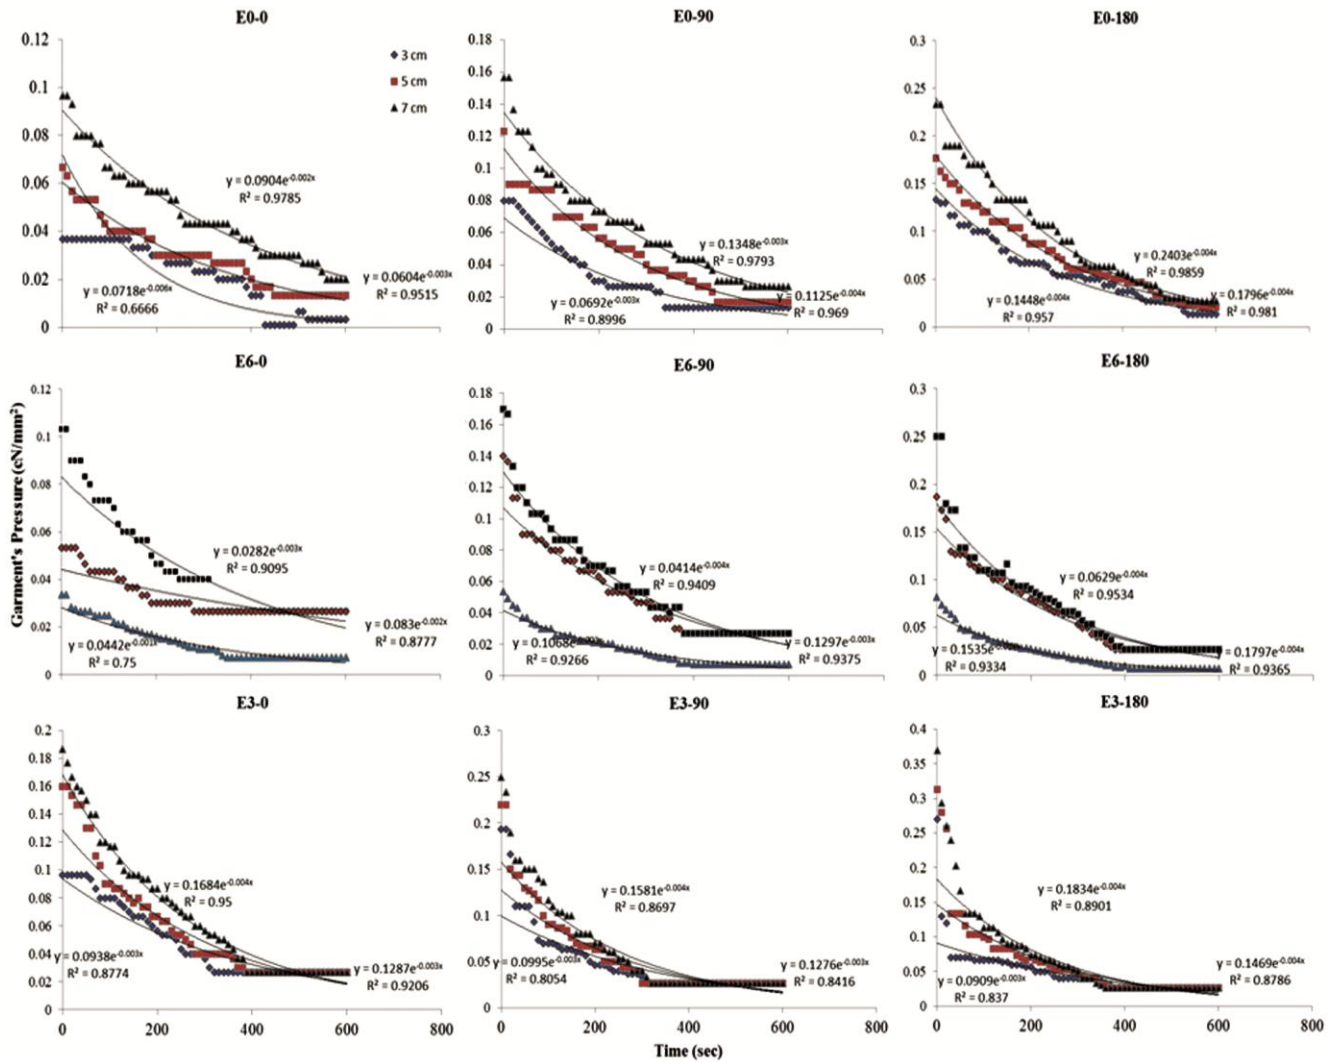 E0-0
0.12
0.1
0.08
0.06
0.04
0.02
0
3 cm
5 cm
7 cm
y = 0.0904e-0.002x
R² = 0.9785
y = 0.0604e-0.003x
R² = 0.9515
y = 0.0718e-0.006x
R² = 0.6666
E0-90
0.18
0.16
0.14
0.12
0.1
0.08
0.06
0.04
0.02
0
y = 0.1348e-0.003x
R² = 0.9793
y = 0.1125e-0.004x
R² = 0.969
y = 0.0692e-0.003x
R² = 0.8996
E0-180
0.3
0.25
0.2
0.15
0.1
0.05
0
y = 0.2403e-0.004x
R² = 0.9859
y = 0.1796e-0.004x
R² = 0.981
y = 0.1448e-0.004x
R² = 0.957
Garment's Pressure (cN/mm²)
E6-0
0.12
0.1
0.08
0.06
0.04
0.02
0
y = 0.0282e-0.003x
R² = 0.9095
y = 0.083e-0.002x
R² = 0.8777
y = 0.0442e-0.001x
R² = 0.75
E6-90
0.18
0.16
0.14
0.12
0.1
0.08
0.06
0.04
0.02
0
y = 0.0414e-0.004x
R² = 0.9409
y = 0.1297e-0.003x
R² = 0.9375
y = 0.1068e
R² = 0.9266
E6-180
0.3
0.25
0.2
0.15
0.1
0.05
0
y = 0.0629e-0.004x
R² = 0.9534
y = 0.1797e-0.004x
R² = 0.9365
y = 0.1535e
R² = 0.9334
E3-0
0.2
0.18
0.16
0.14
0.12
0.1
0.08
0.06
0.04
0.02
0
0 200 400 600 800
y = 0.1684e-0.004x
R² = 0.95
y = 0.0938e-0.003x
R² = 0.8774
y = 0.1287e-0.003x
R² = 0.9206
E3-90
0.3
0.25
0.2
0.15
0.1
0.05
0
0 200 400 600 800
y = 0.1581e-0.004x
R² = 0.8697
y = 0.0995e-0.003x
R² = 0.8054
y = 0.1276e-0.003x
R² = 0.8416
E3-180
0.4
0.35
0.3
0.25
0.2
0.15
0.1
0.05
0
0 200 400 600 800
y = 0.1834e-0.004x
R² = 0.8901
y = 0.1469e-0.004x
R² = 0.8786
y = 0.0909e-0.003x
R² = 0.837
Time (sec)